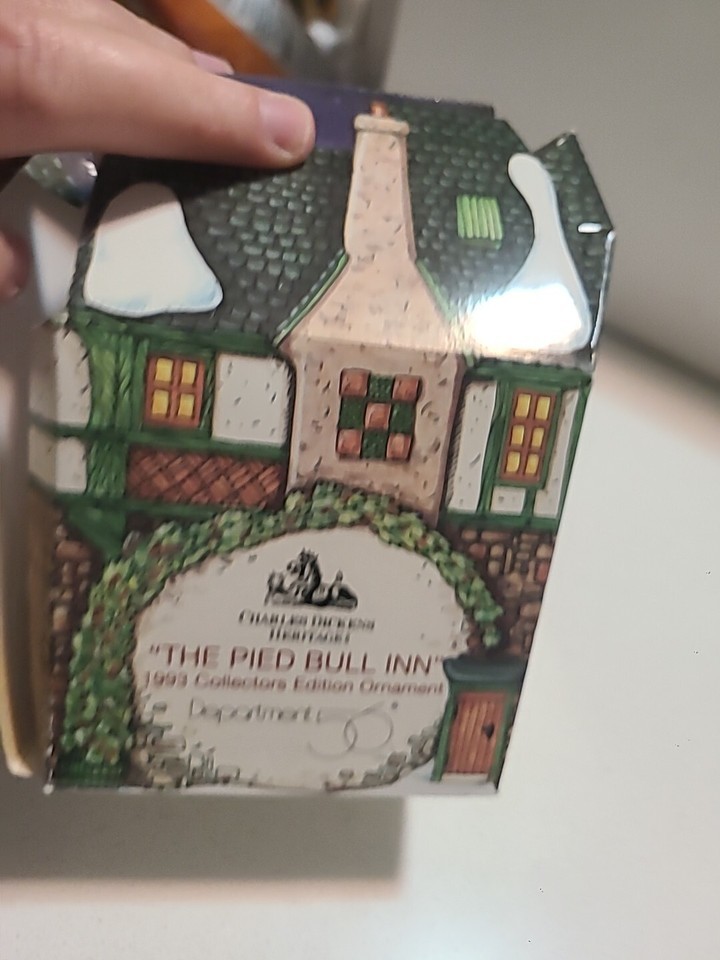 CHARLES DICKENS
HERITAGE
"THE PIED BULL INN"
1993 Collectors Edition Ornament
Department 56®